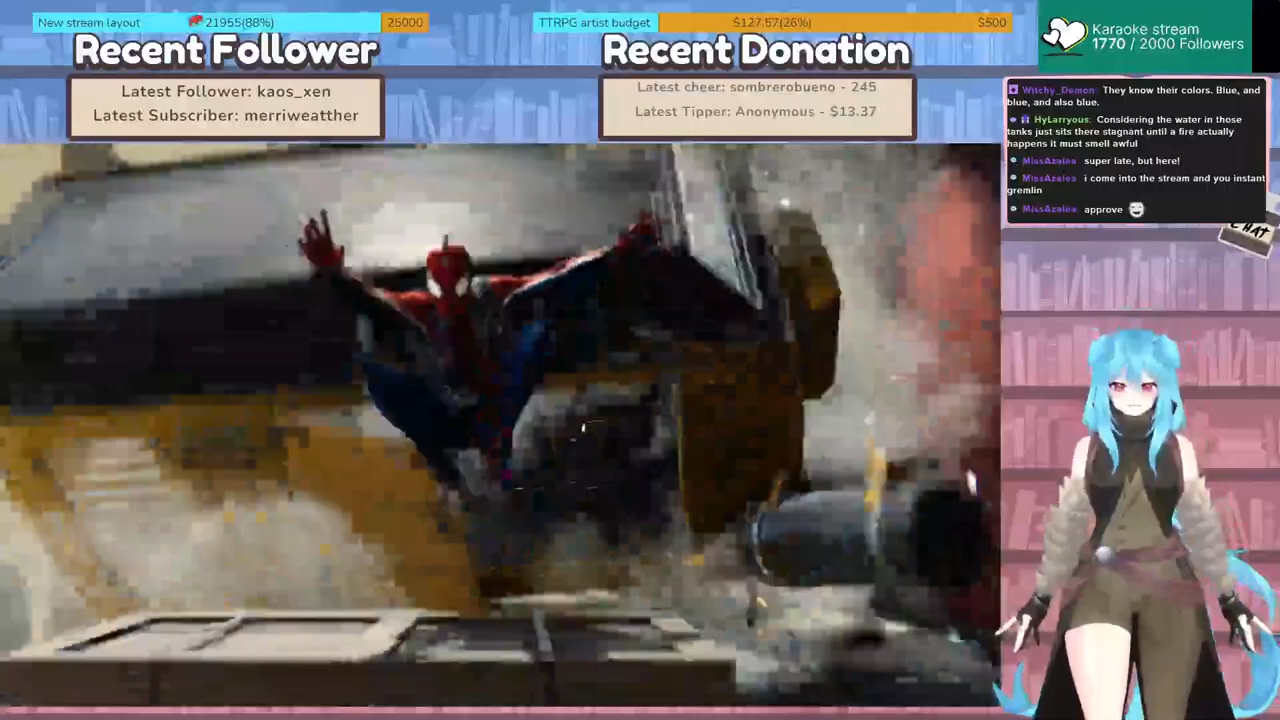 New stream layout 21955(88%) 25000
TTRPG artist budget $127.57(26%) $500
Karaoke stream
1770 / 2000 Followers
Recent Follower
Latest Follower: kaos_xen
Latest Subscriber: merriweatther
Recent Donation
Latest cheer: sombrerobueno - 245
Latest Tipper: Anonymous - $13.37
Witchy_Demon: They know their colors. Blue, and
blue, and also blue.
HyLarryous: Considering the water in those
tanks just sits there stagnant until a fire actually
happens it must smell awful
MissAzalea super late, but here!
MissAzalea i come into the stream and you instant
gremlin
MissAzalea approve
CHAT